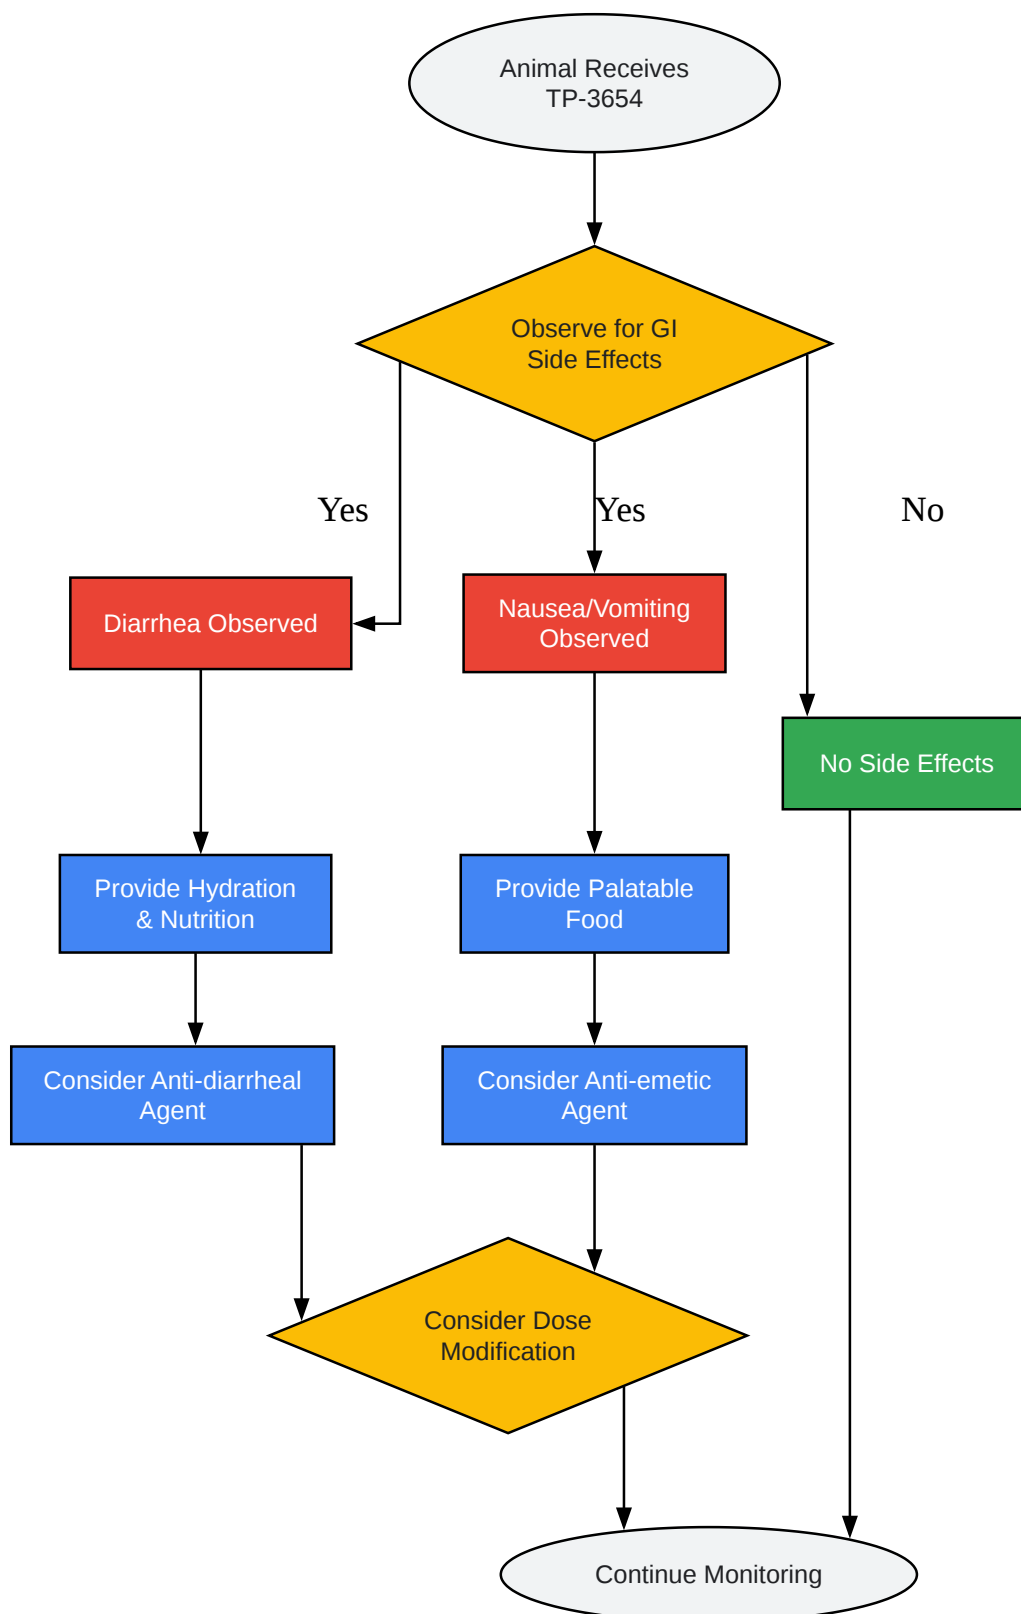 Animal Receives
TP-3654
Observe for GI
Side Effects
Yes
Yes
No
Diarrhea Observed
Nausea/Vomiting
Observed
No Side Effects
Provide Hydration
& Nutrition
Provide Palatable
Food
Consider Anti-diarrheal
Agent
Consider Anti-emetic
Agent
Consider Dose
Modification
Continue Monitoring